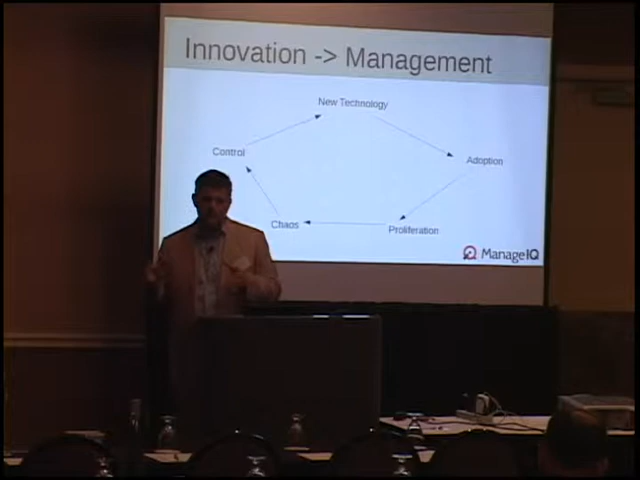 Innovation -> Management
New Technology
Control
Adoption
Chaos
Proliferation
ManageIQ